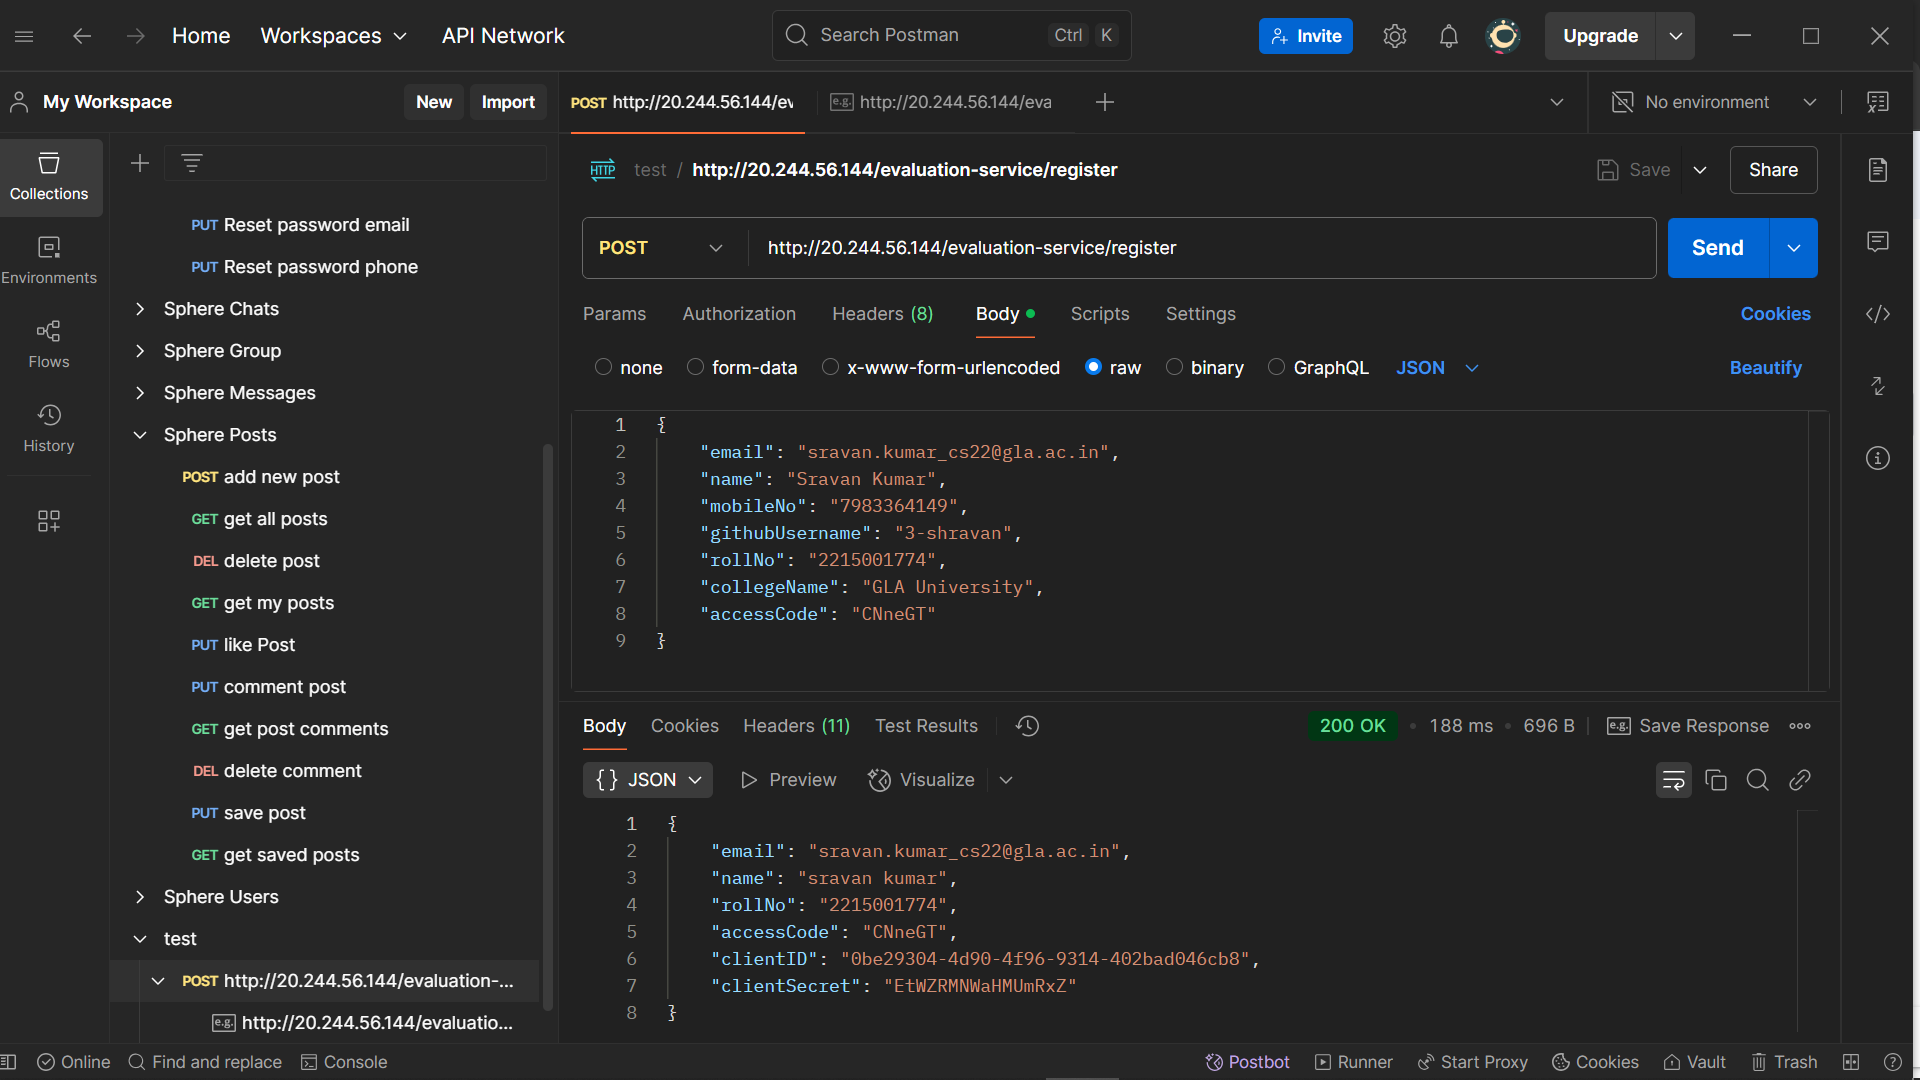 Home Workspaces API Network Search Postman Ctrl K Invite Upgrade
My Workspace New Import POST http://20.244.56.144/ev e.g. http://20.244.56.144/eva No environment
Collections
Environments
Flows
History
PUT Reset password email
PUT Reset password phone
Sphere Chats
Sphere Group
Sphere Messages
Sphere Posts
POST add new post
GET get all posts
DEL delete post
GET get my posts
PUT like Post
PUT comment post
GET get post comments
DEL delete comment
PUT save post
GET get saved posts
Sphere Users
test
POST http://20.244.56.144/evaluation-...
e.g. http://20.244.56.144/evaluatio...
HTTP test / http://20.244.56.144/evaluation-service/register Save Share
POST http://20.244.56.144/evaluation-service/register Send
Params Authorization Headers (8) Body Scripts Settings Cookies
none form-data x-www-form-urlencoded raw binary GraphQL JSON Beautify
1 {
2 "email": "sravan.kumar_cs22@gla.ac.in",
3 "name": "Sravan Kumar",
4 "mobileNo": "7983364149",
5 "githubUsername": "3-shravan",
6 "rollNo": "2215001774",
7 "collegeName": "GLA University",
8 "accessCode": "CNneGT"
9 }
Body Cookies Headers (11) Test Results 200 OK 188 ms 696 B e.g. Save Response
{} JSON Preview Visualize
1 {
2 "email": "sravan.kumar_cs22@gla.ac.in",
3 "name": "sravan kumar",
4 "rollNo": "2215001774",
5 "accessCode": "CNneGT",
6 "clientID": "0be29304-4d90-4f96-9314-402bad046cb8",
7 "clientSecret": "EtWZRMNWaHMUmRxZ"
8 }
Online Find and replace Console Postbot Runner Start Proxy Cookies Vault Trash